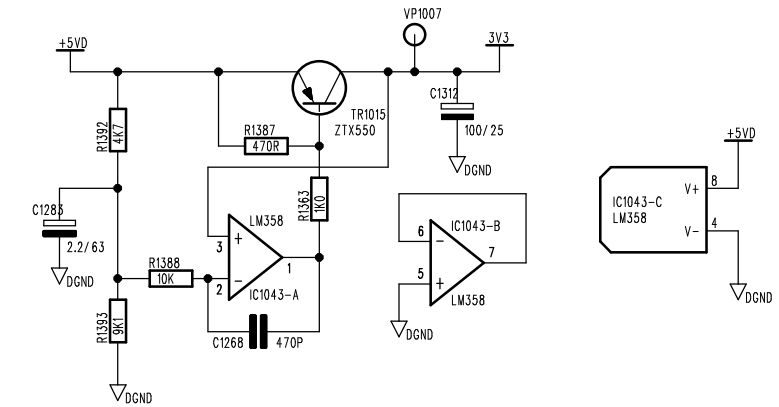 VP1007
+5VD
3V3
C1312
100/25
DGND
TR1015
ZTX550
R1392
4K7
R1387
470R
R1363
1K0
C1283
2.2/63
DGND
R1388
10K
LM358
3
+
2
−
1
IC1043-A
C1268
470P
R1393
9K1
DGND
6
−
5
+
7
IC1043-B
LM358
DGND
+5VD
IC1043-C
LM358
V+
8
V-
4
DGND